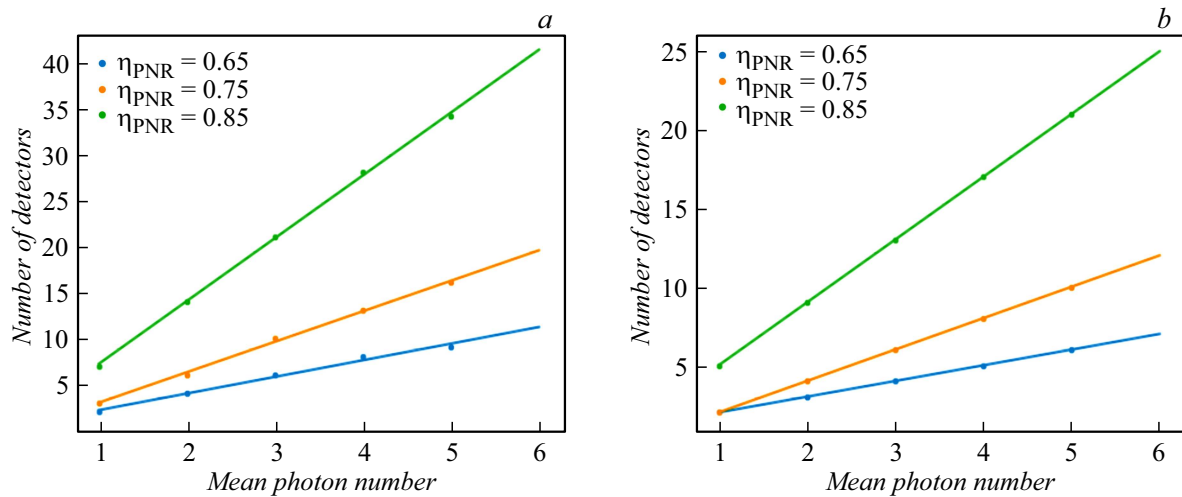 a
Number of detectors
40
35
30
25
20
15
10
5
η_PNR = 0.65
η_PNR = 0.75
η_PNR = 0.85
1 2 3 4 5 6
Mean photon number
b
Number of detectors
25
20
15
10
5
η_PNR = 0.65
η_PNR = 0.75
η_PNR = 0.85
1 2 3 4 5 6
Mean photon number